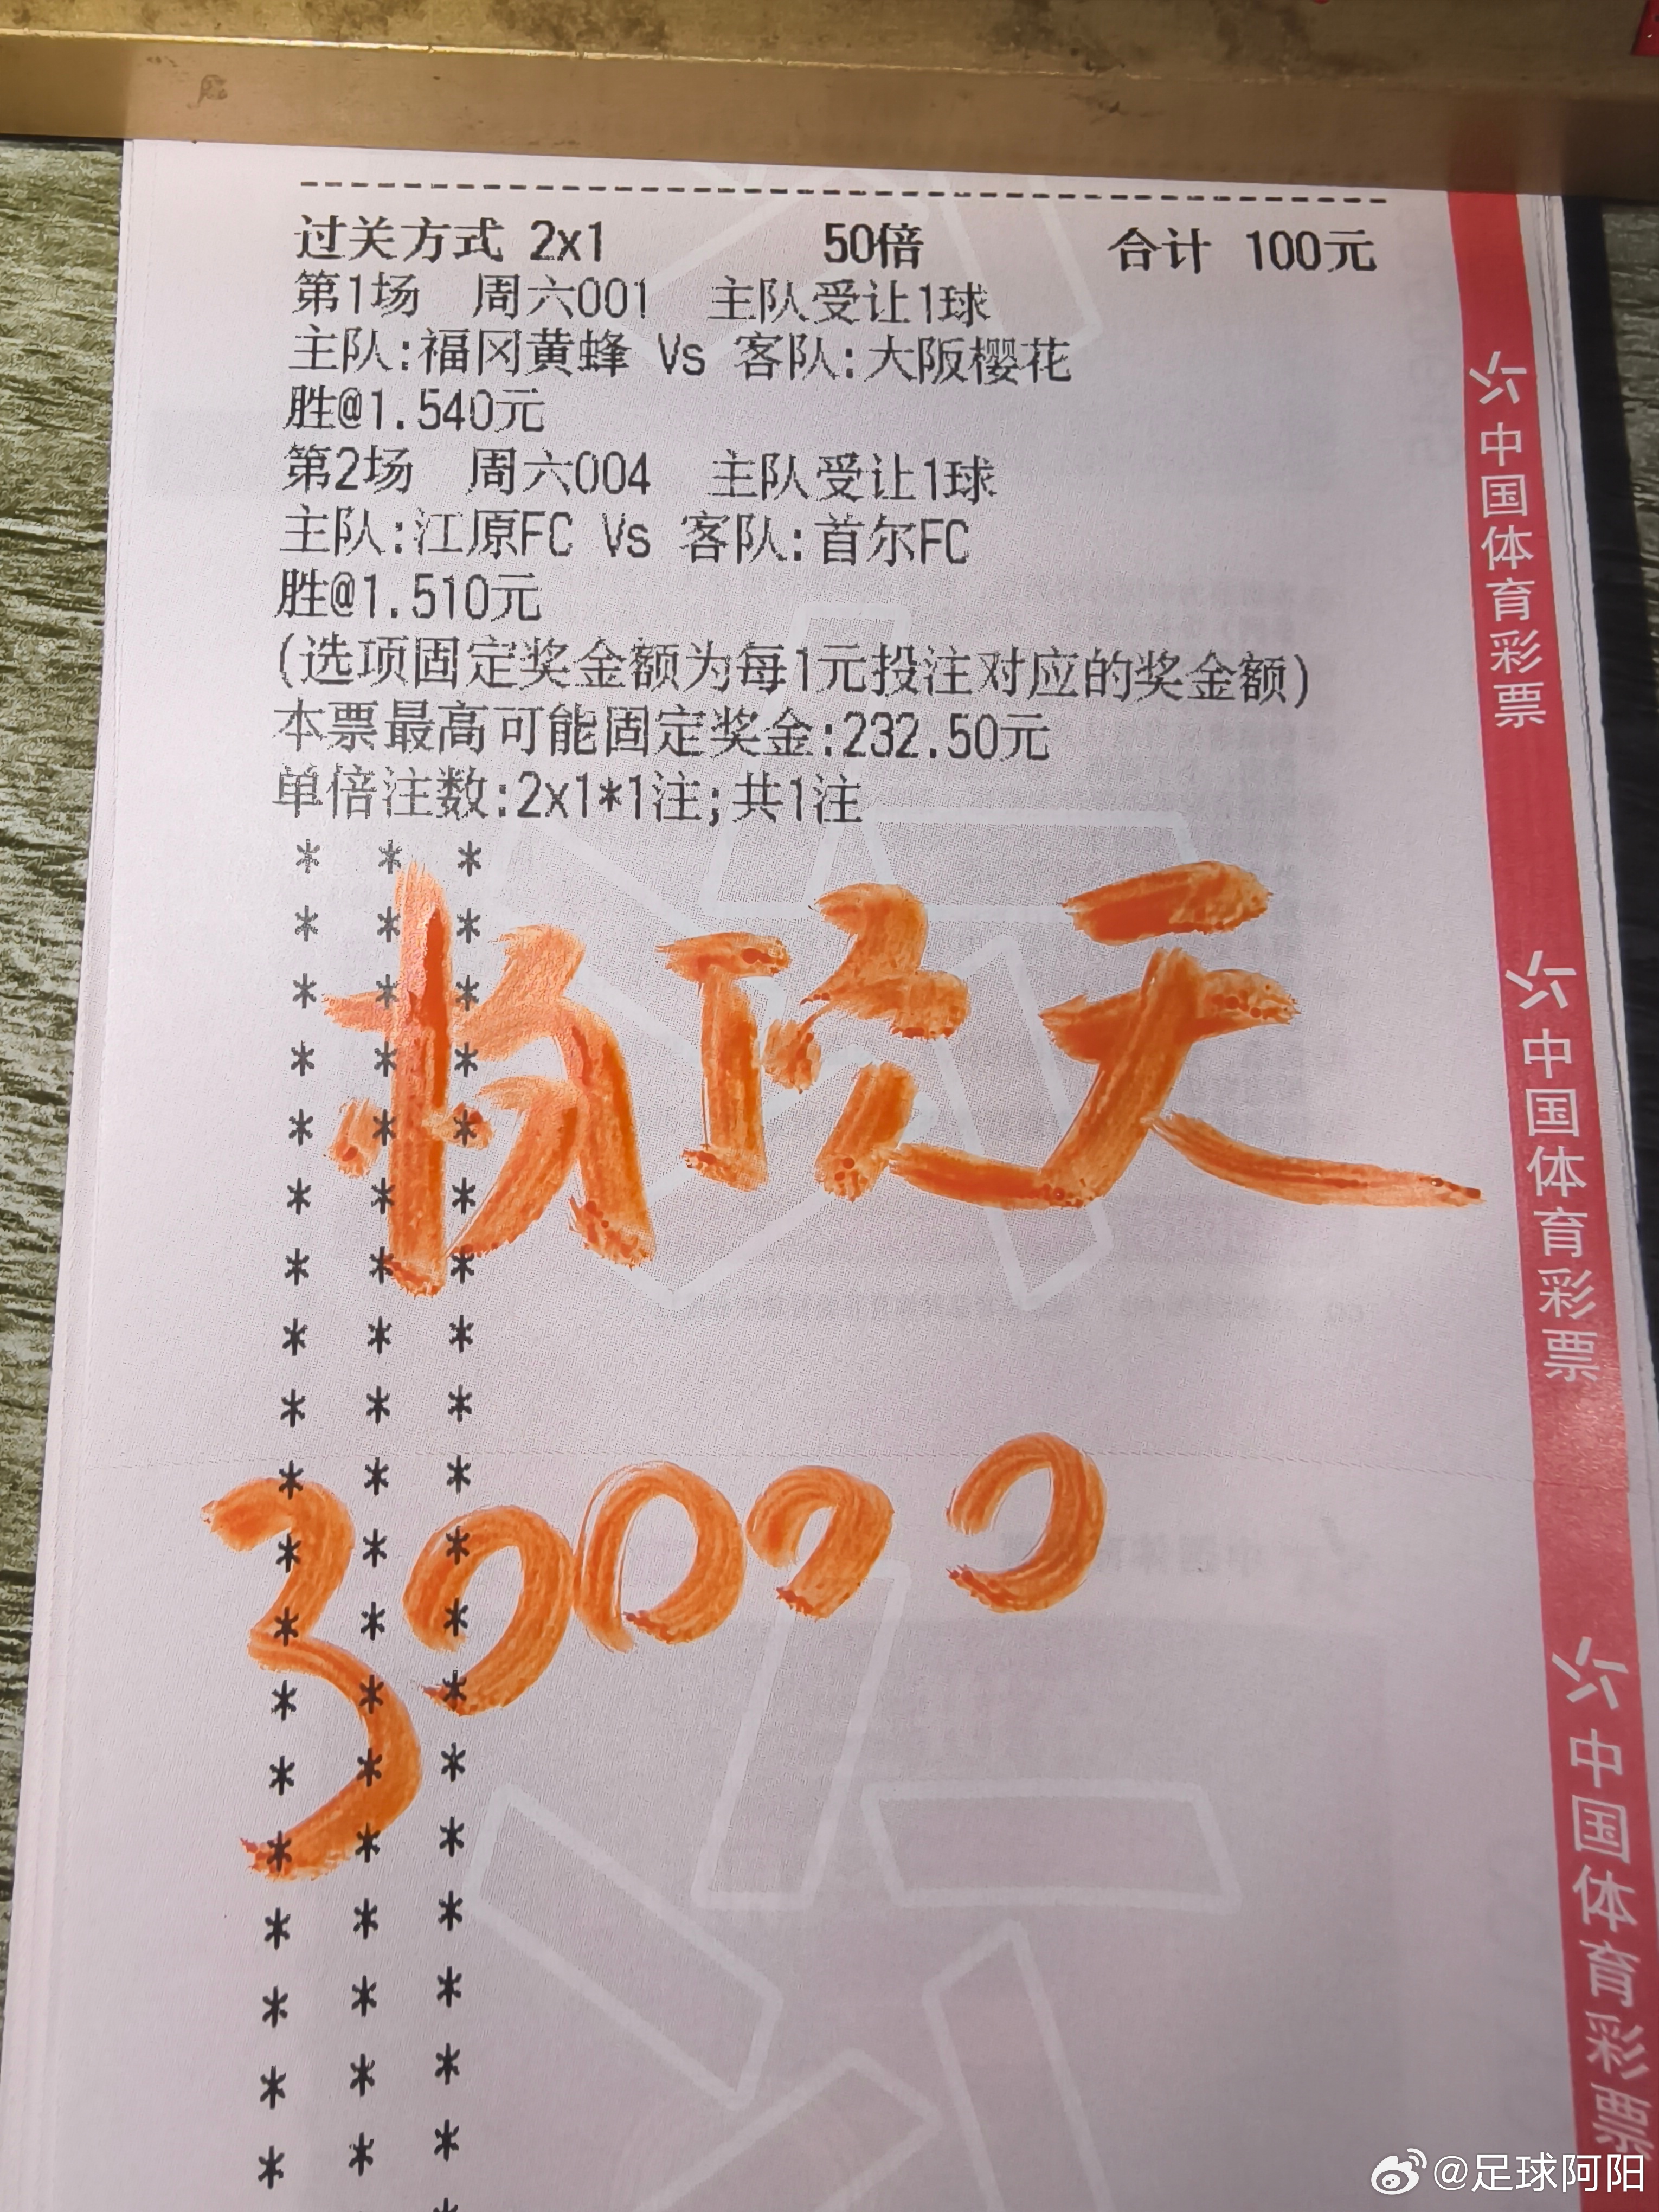 过关方式 2x1 50倍 合计 100元
第1场 周六001 主队受让1球
主队:福冈黄蜂 Vs 客队:大阪樱花
胜@1.540元
第2场 周六004 主队受让1球
主队:江原FC Vs 客队:首尔FC
胜@1.510元
(选项固定奖金额为每1元投注对应的奖金额)
本票最高可能固定奖金:232.50元
单倍注数:2x1*1注;共1注
30000
中国体育彩票
中国体育彩票
中国体育彩票
@足球阿阳